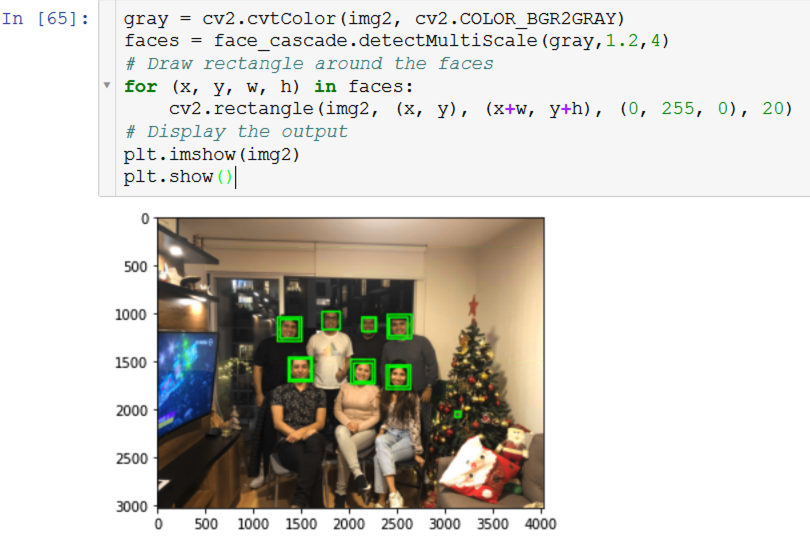 In [65]: gray = cv2.cvtColor(img2, cv2.COLOR_BGR2GRAY)
faces = face_cascade.detectMultiScale(gray,1.2,4)
# Draw rectangle around the faces
for (x, y, w, h) in faces:
    cv2.rectangle(img2, (x, y), (x+w, y+h), (0, 255, 0), 20)
# Display the output
plt.imshow(img2)
plt.show()
0
500
1000
1500
2000
2500
3000
0 500 1000 1500 2000 2500 3000 3500 4000